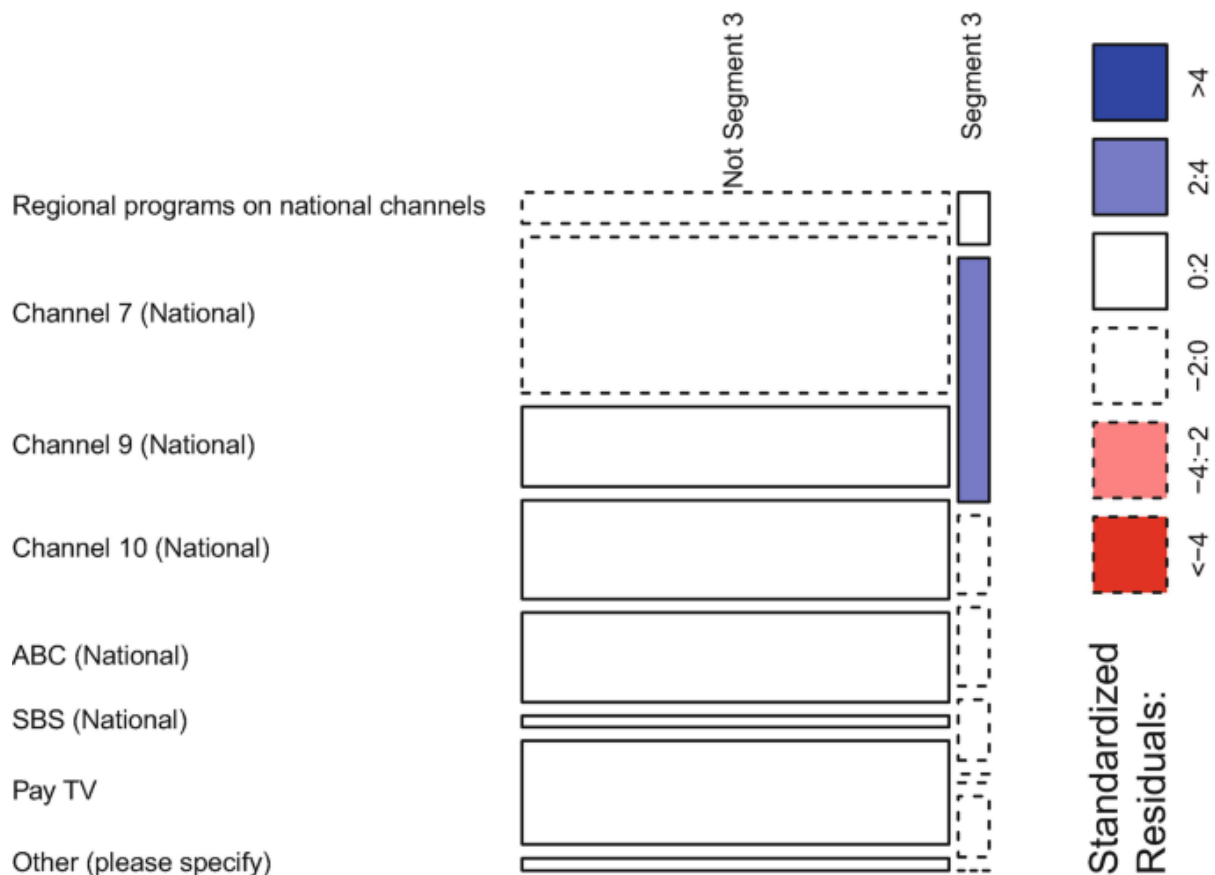 Not Segment 3
Segment 3
Regional programs on national channels
Channel 7 (National)
Channel 9 (National)
Channel 10 (National)
ABC (National)
SBS (National)
Pay TV
Other (please specify)
>4
2:4
0:2
−2:0
−4:−2
<−4
Standardized
Residuals: